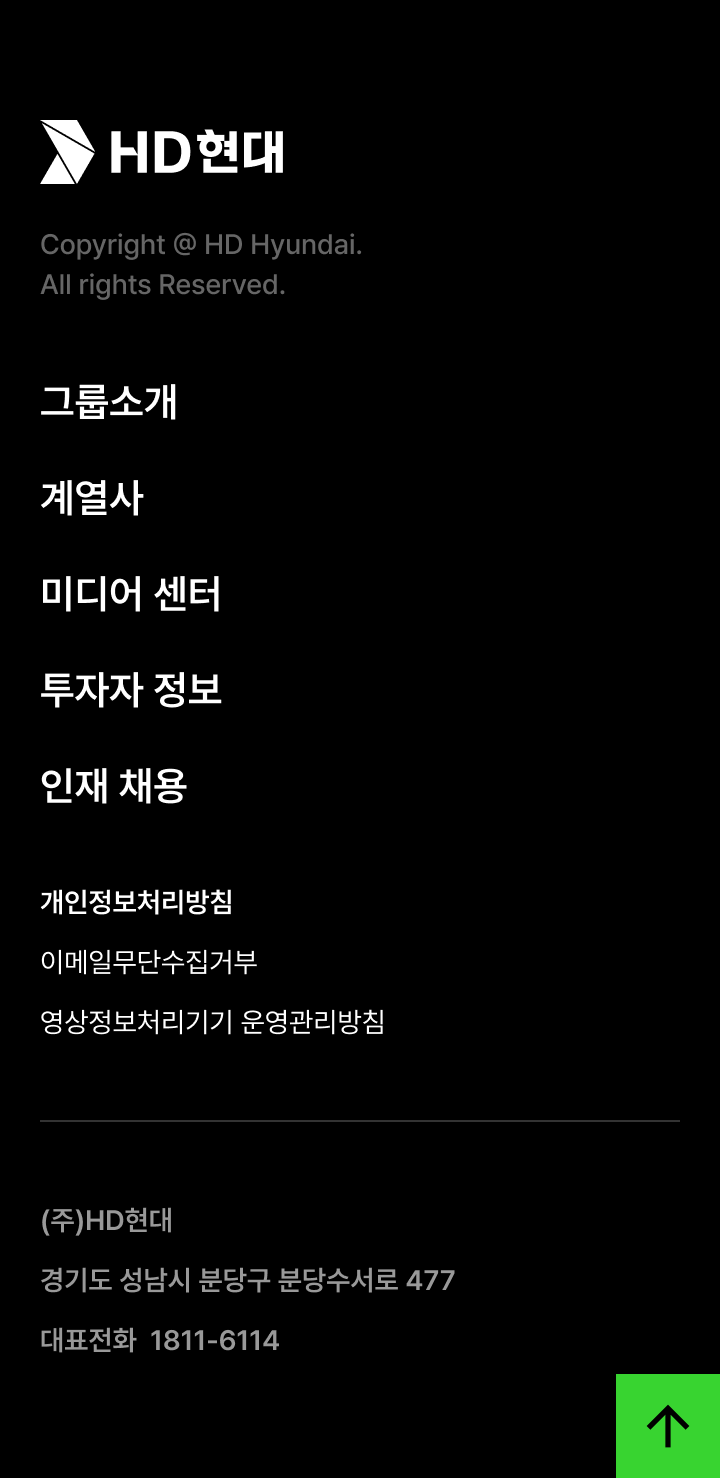 HD현대
Copyright @ HD Hyundai.
All rights Reserved.
그룹소개
계열사
미디어 센터
투자자 정보
인재 채용
개인정보처리방침
이메일무단수집거부
영상정보처리기기 운영관리방침
(주)HD현대
경기도 성남시 분당구 분당수서로 477
대표전화 1811-6114